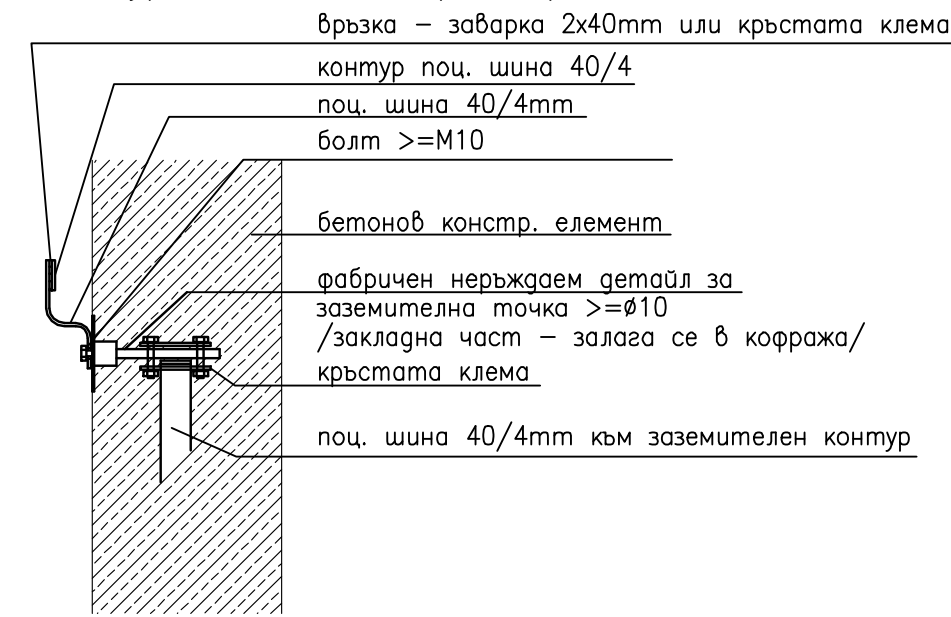 връзка – заварка 2x40mm или кръстата клема
контур поц. шина 40/4
поц. шина 40/4mm
болт >=M10
бетонов констр. елемент
фабричен неръждаем детайл за
заземителна точка >=ø10
/закладна част – залага се в кофража/
кръстата клема
поц. шина 40/4mm към заземителен контур